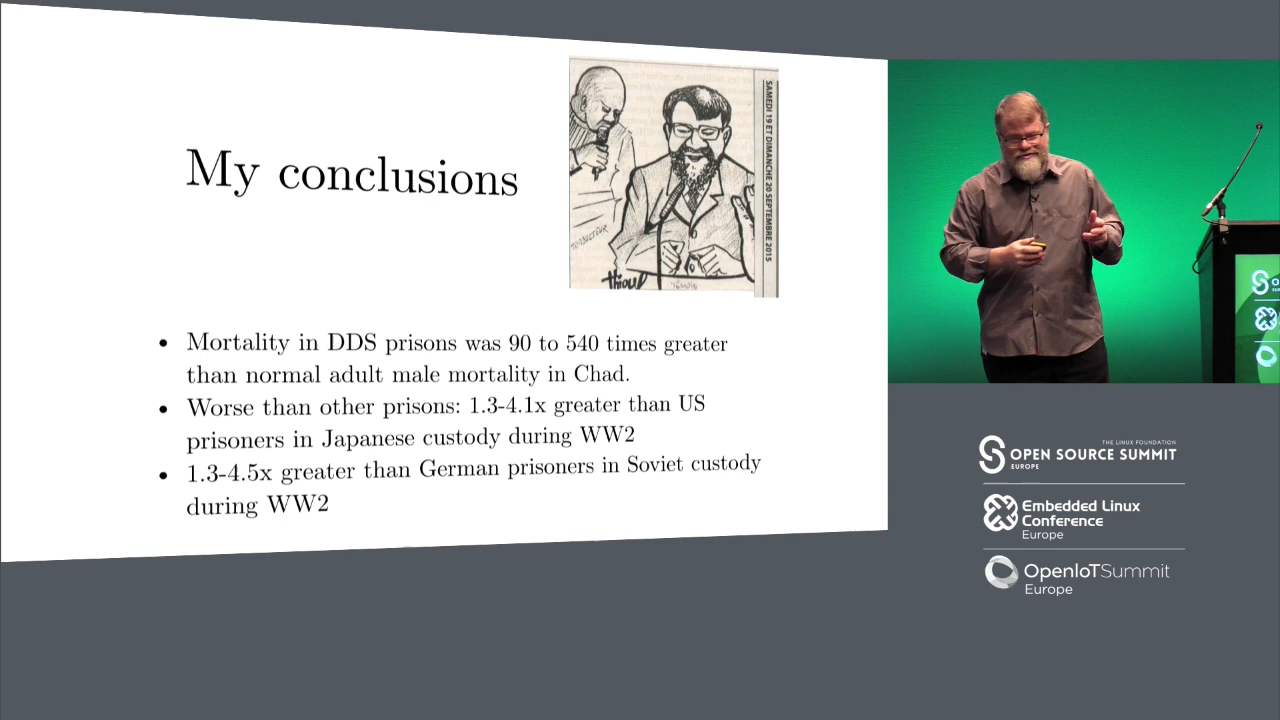 My conclusions
SAMEDI 19 ET DIMANCHE 20 SEPTEMBRE 2015
thiouf
• Mortality in DDS prisons was 90 to 540 times greater
than normal adult male mortality in Chad.
• Worse than other prisons: 1.3-4.1x greater than US
prisoners in Japanese custody during WW2
• 1.3-4.5x greater than German prisoners in Soviet custody
during WW2
THE LINUX FOUNDATION
OPEN SOURCE SUMMIT
EUROPE
Embedded Linux
Conference
Europe
OpenIoTSummit
Europe